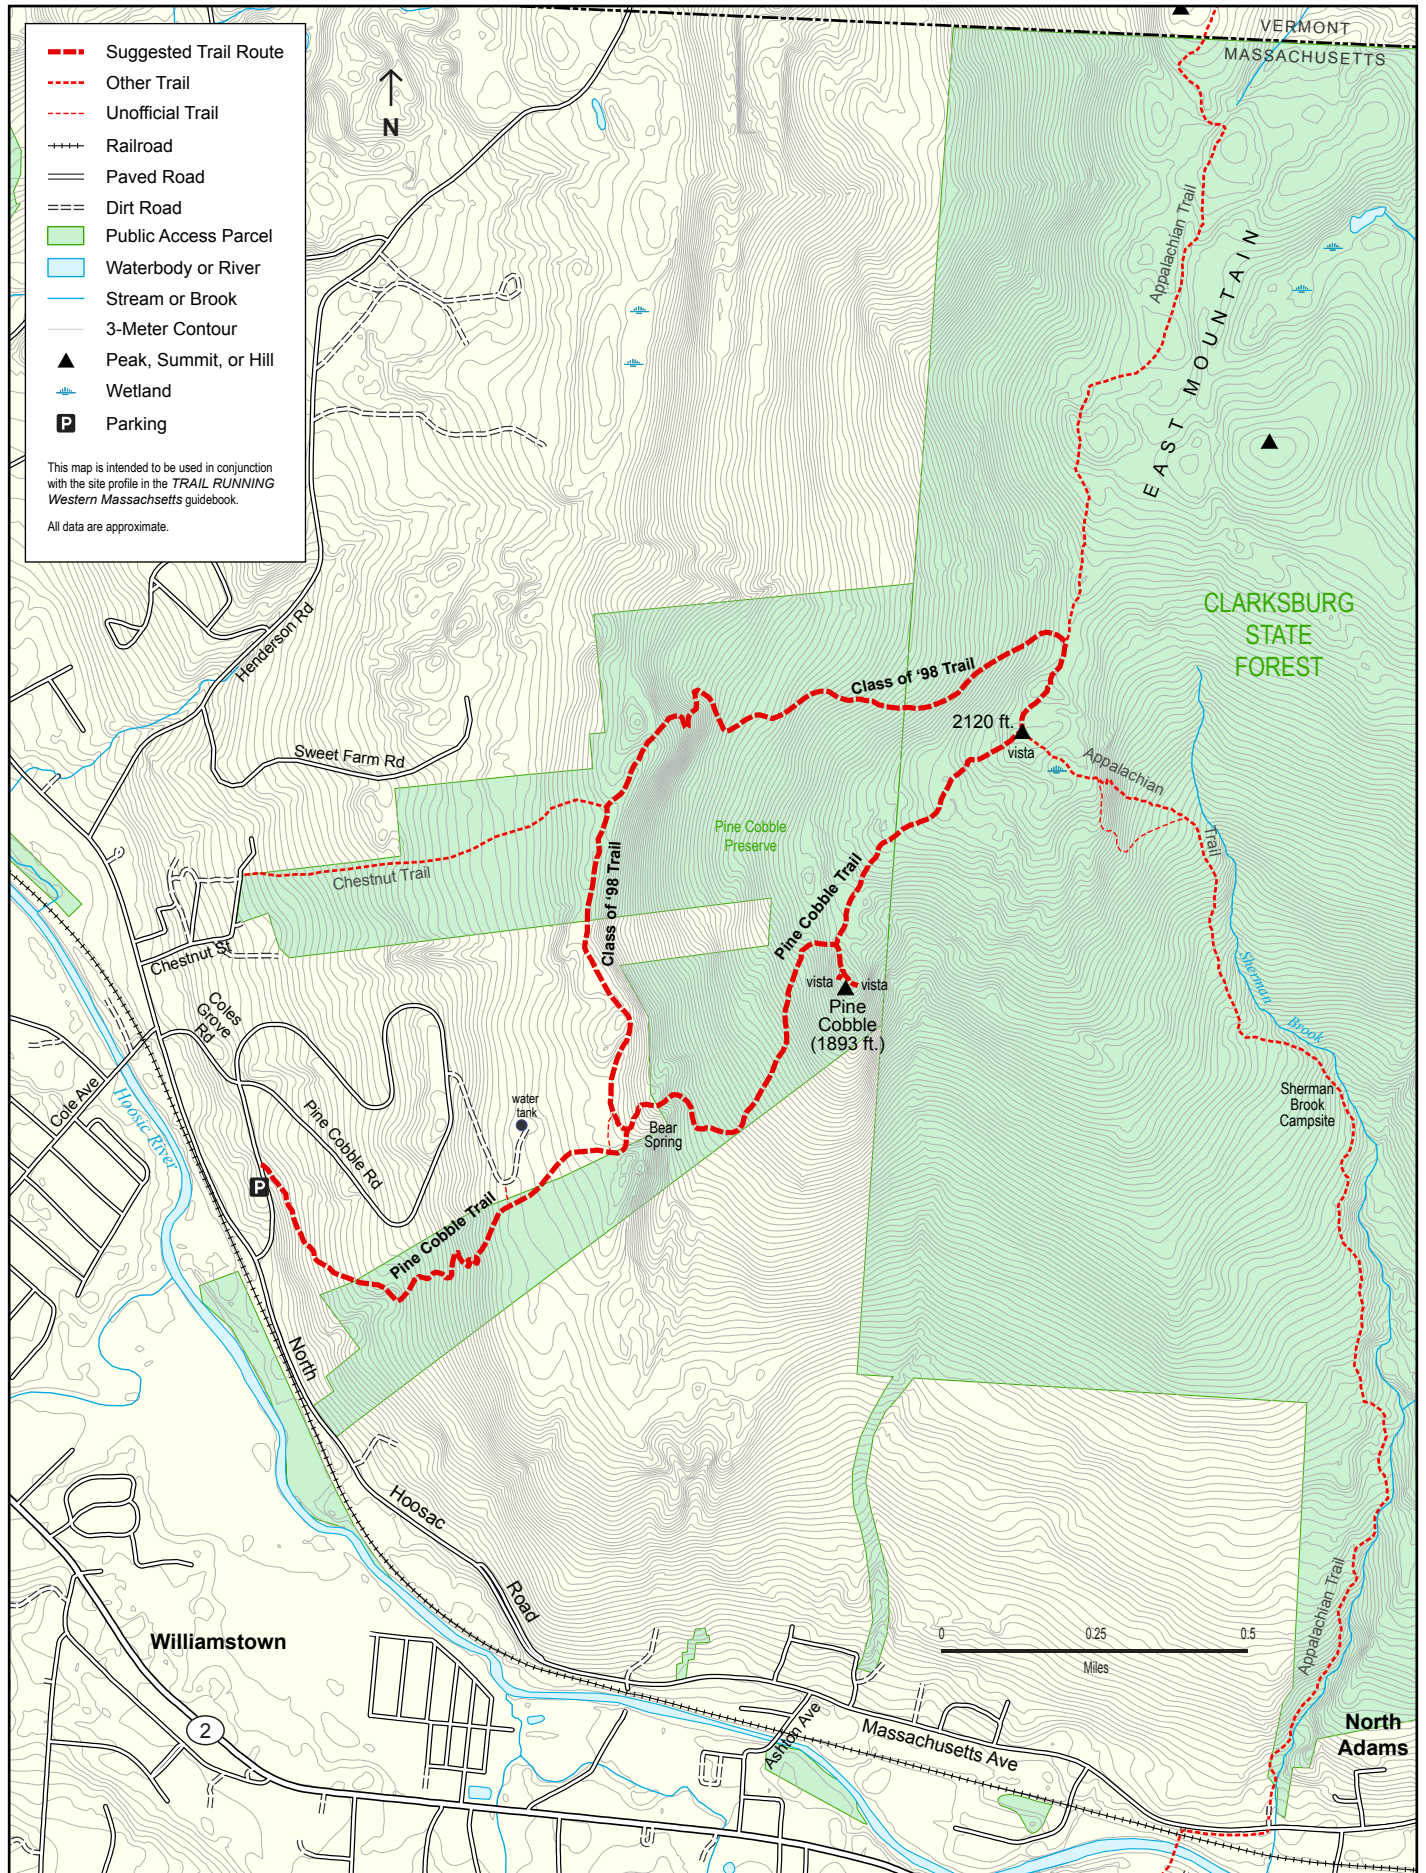 Suggested Trail Route
Other Trail
Unofficial Trail
Railroad
Paved Road
Dirt Road
Public Access Parcel
Waterbody or River
Stream or Brook
3-Meter Contour
Peak, Summit, or Hill
Wetland
P
Parking
This map is intended to be used in conjunction
with the site profile in the TRAIL RUNNING
Western Massachsetts guidebook.
All data are approximate.
N
VERMONT
MASSACHUSETTS
Appalachian Trail
EAST MOUNTAIN
CLARKSBURG
STATE
FOREST
Henderson Rd
Sweet Farm Rd
Class of ‘98 Trail
2120 ft.
vista
Appalachian
Trail
Pine Cobble
Preserve
Chestnut Trail
Class of ‘98 Trail
Pine Cobble Trail
Chestnut St
vista
vista
Pine
Cobble
(1893 ft.)
Coles
Grove
Rd
Sherman
Brook
Cole Ave
Hoosic River
Pine Cobble Rd
water
tank
Bear
Spring
Sherman
Brook
Campsite
P
Pine Cobble Trail
North
Hoosac
Road
Appalachian Trail
Williamstown
0
0.25
0.5
Miles
2
Ashton Ave
Massachusetts Ave
North
Adams